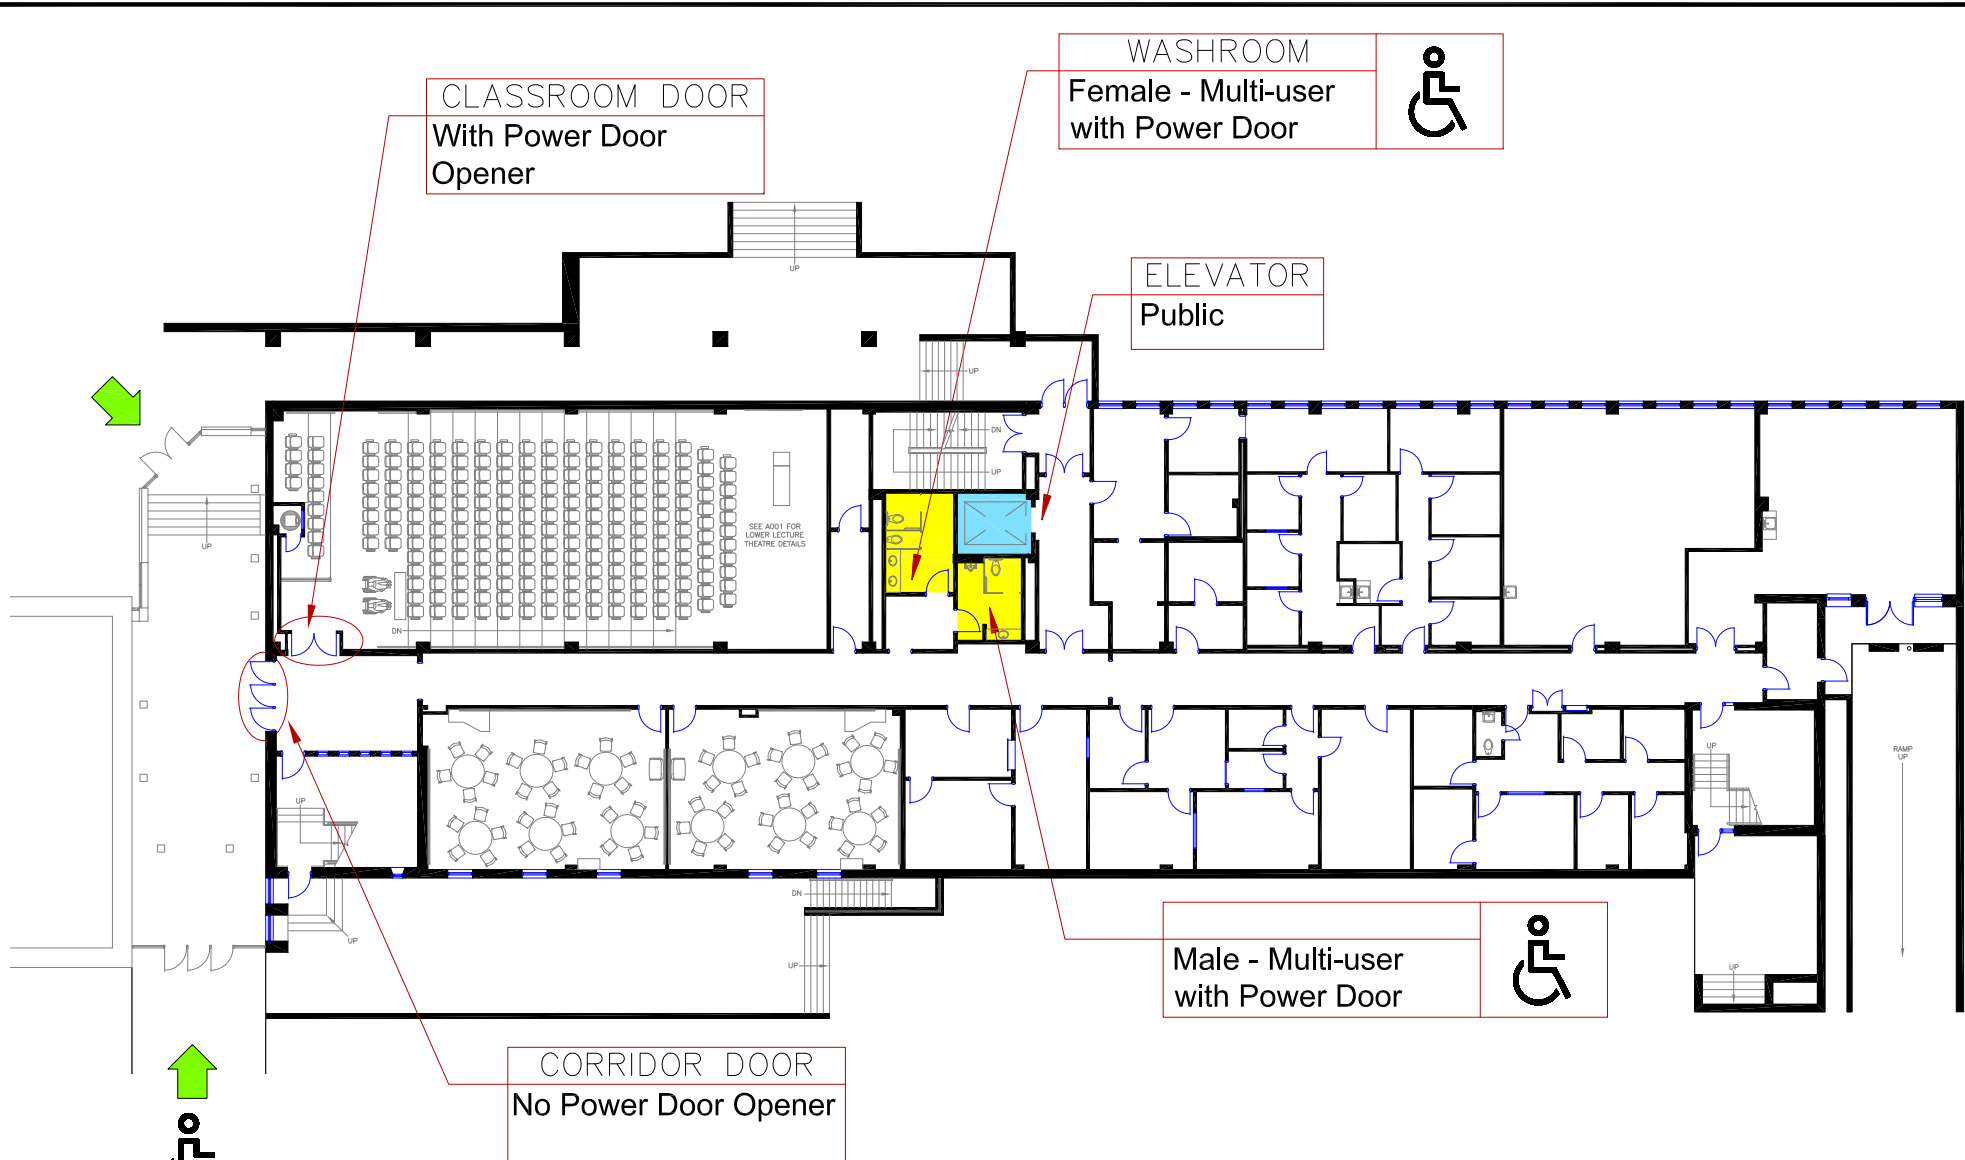 WASHROOM
Female - Multi-user
with Power Door
CLASSROOM DOOR
With Power Door
Opener
UP
ELEVATOR
Public
UP
DN
UP
SEE A001 FOR
LOWER LECTURE
THEATRE DETAILS
UP
DN
UP
RAMP
UP
UP
DN
UP
UP
UP
Male - Multi-user
with Power Door
CORRIDOR DOOR
No Power Door Opener